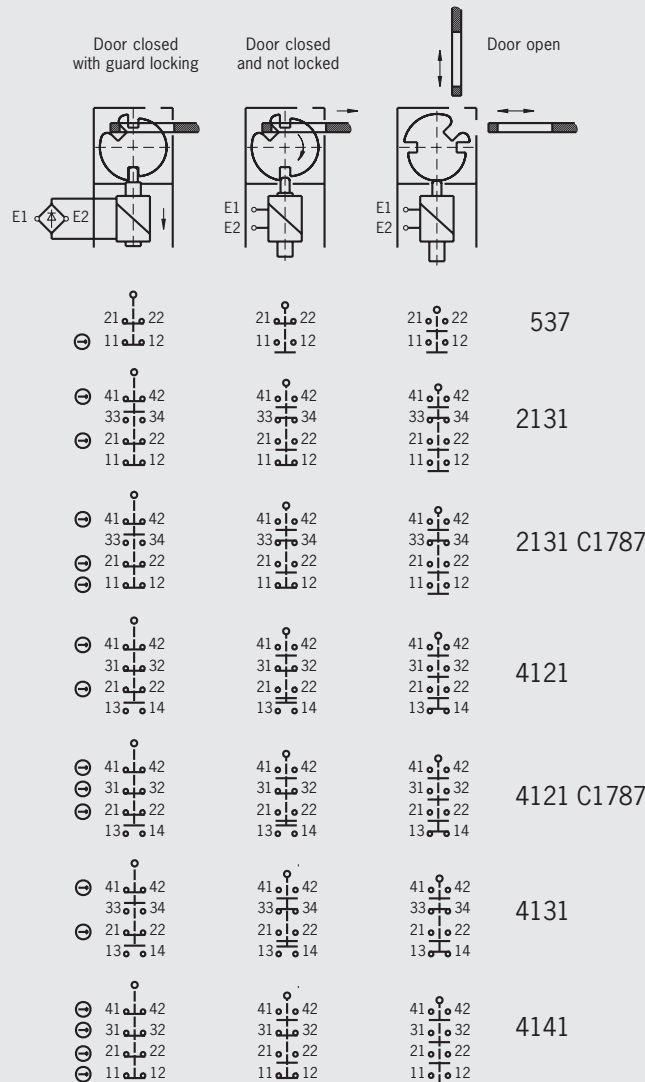 Door closed
with guard locking
Door closed
and not locked
Door open
E1 E2
E1
E2
E1
E2
21 22 21 22 21 22
11 12 11 12 11 12
537
41 42 41 42 41 42
33 34 33 34 33 34
21 22 21 22 21 22
11 12 11 12 11 12
2131
41 42 41 42 41 42
33 34 33 34 33 34
21 22 21 22 21 22
11 12 11 12 11 12
2131 C1787
41 42 41 42 41 42
31 32 31 32 31 32
21 22 21 22 21 22
13 14 13 14 13 14
4121
41 42 41 42 41 42
31 32 31 32 31 32
21 22 21 22 21 22
13 14 13 14 13 14
4121 C1787
41 42 41 42 41 42
33 34 33 34 33 34
21 22 21 22 21 22
13 14 13 14 13 14
4131
41 42 41 42 41 42
31 32 31 32 31 32
21 22 21 22 21 22
11 12 11 12 11 12
4141